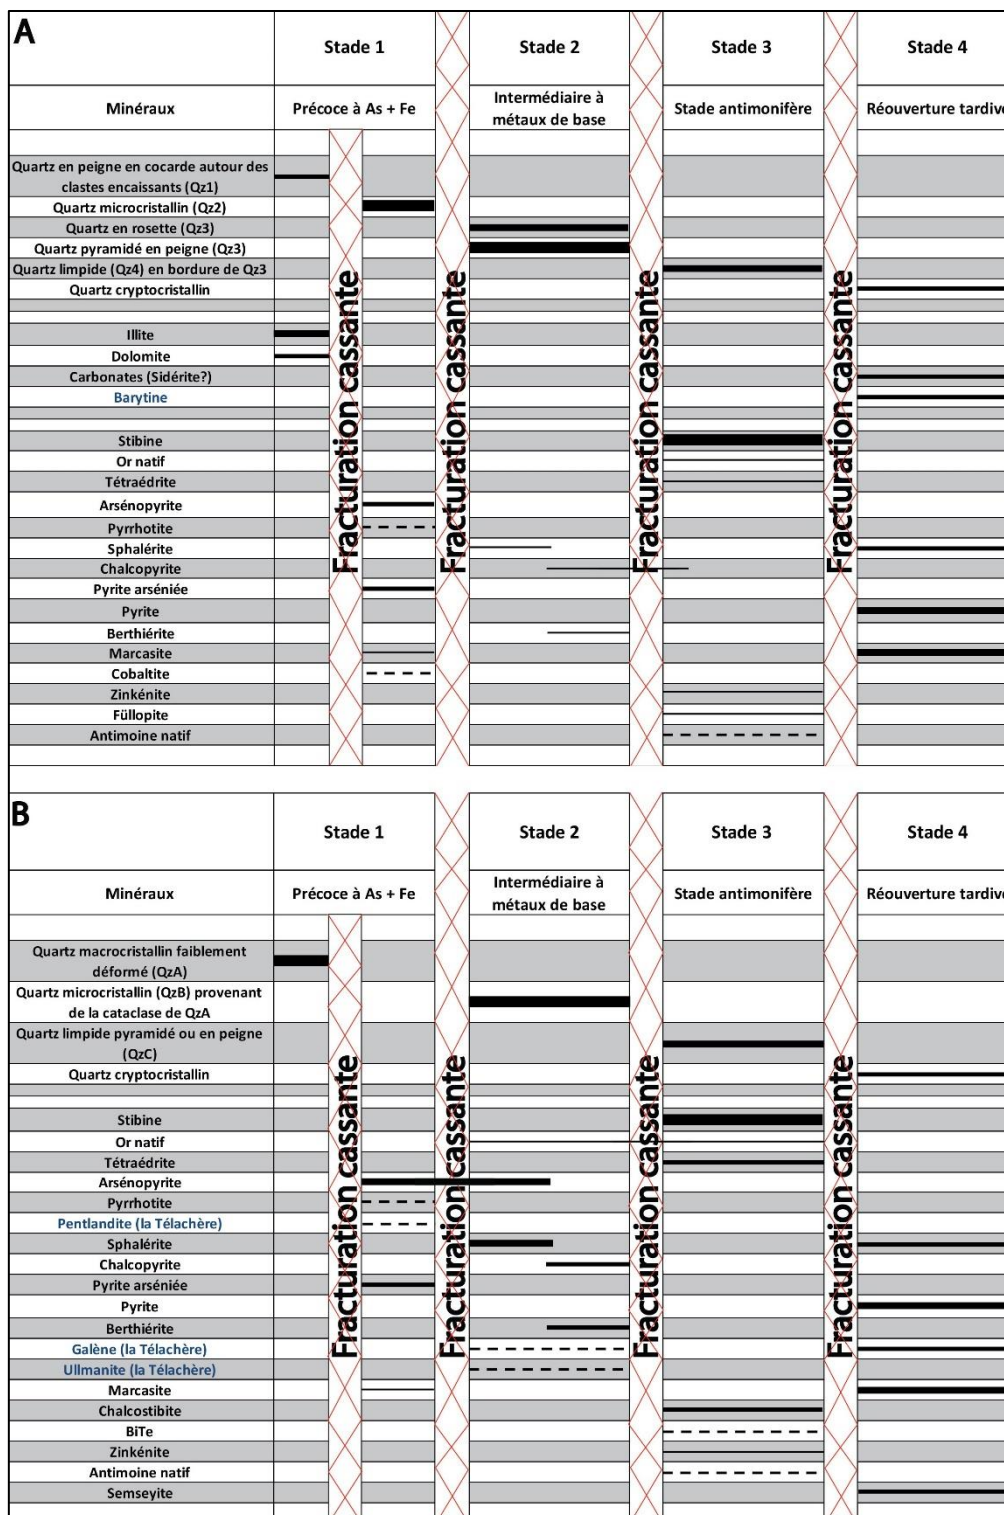 A
Stade 1
Stade 2
Stade 3
Stade 4
Minéraux
Précoce à As + Fe
Intermédiaire à
métaux de base
Stade antimonifère
Réouverture tardive
Quartz en peigne en cocarde autour des
clastes encaissants (Qz1)
Quartz microcristallin (Qz2)
Quartz en rosette (Qz3)
Quartz pyramidé en peigne (Qz3)
Quartz limpide (Qz4) en bordure de Qz3
Quartz cryptocristallin
Illite
Dolomite
Carbonates (Sidérite?)
Barytine
Stibine
Or natif
Tétraédrite
Arsénopyrite
Pyrrhotite
Sphalérite
Chalcopyrite
Pyrite arséniée
Pyrite
Berthiérite
Marcasite
Cobaltite
Zinkénite
Füllopite
Antimoine natif
Fracturation cassante
Fracturation cassante
Fracturation cassante
Fracturation cassante
B
Stade 1
Stade 2
Stade 3
Stade 4
Minéraux
Précoce à As + Fe
Intermédiaire à
métaux de base
Stade antimonifère
Réouverture tardive
Quartz macrocristallin faiblement
déformé (QzA)
Quartz microcristallin (QzB) provenant
de la cataclase de QzA
Quartz limpide pyramidé ou en peigne
(QzC)
Quartz cryptocristallin
Stibine
Or natif
Tétraédrite
Arsénopyrite
Pyrrhotite
Pentlandite (la Télachère)
Sphalérite
Chalcopyrite
Pyrite arséniée
Pyrite
Berthiérite
Galène (la Télachère)
Ullmanite (la Télachère)
Marcasite
Chalcostibite
BiTe
Zinkénite
Antimoine natif
Semseyite
Fracturation cassante
Fracturation cassante
Fracturation cassante
Fracturation cassante